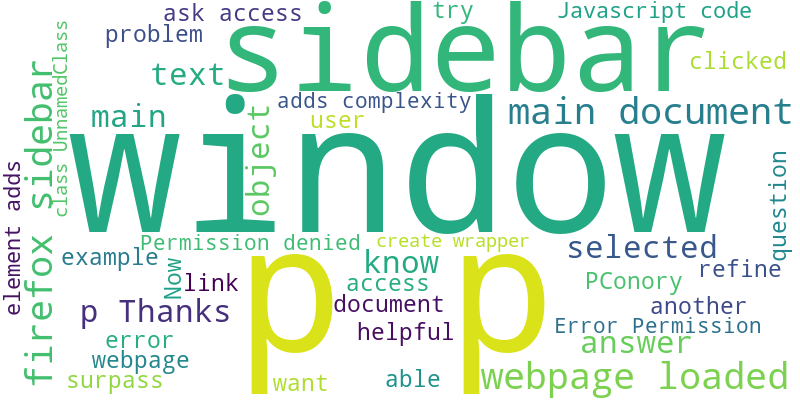 ask access
try
Javascript code
problem
sidebar
clicked
text
adds complexity
main
user
main document
window
object
class UnnamedClass
firefox sidebar
element adds
question
Permission denied
create wrapper
selected
example
know
refine
Now
link
access
PConory
p p
p Thanks
document
another
helpful
Error Permission
error
answer
webpage
surpass
want
able
webpage loaded